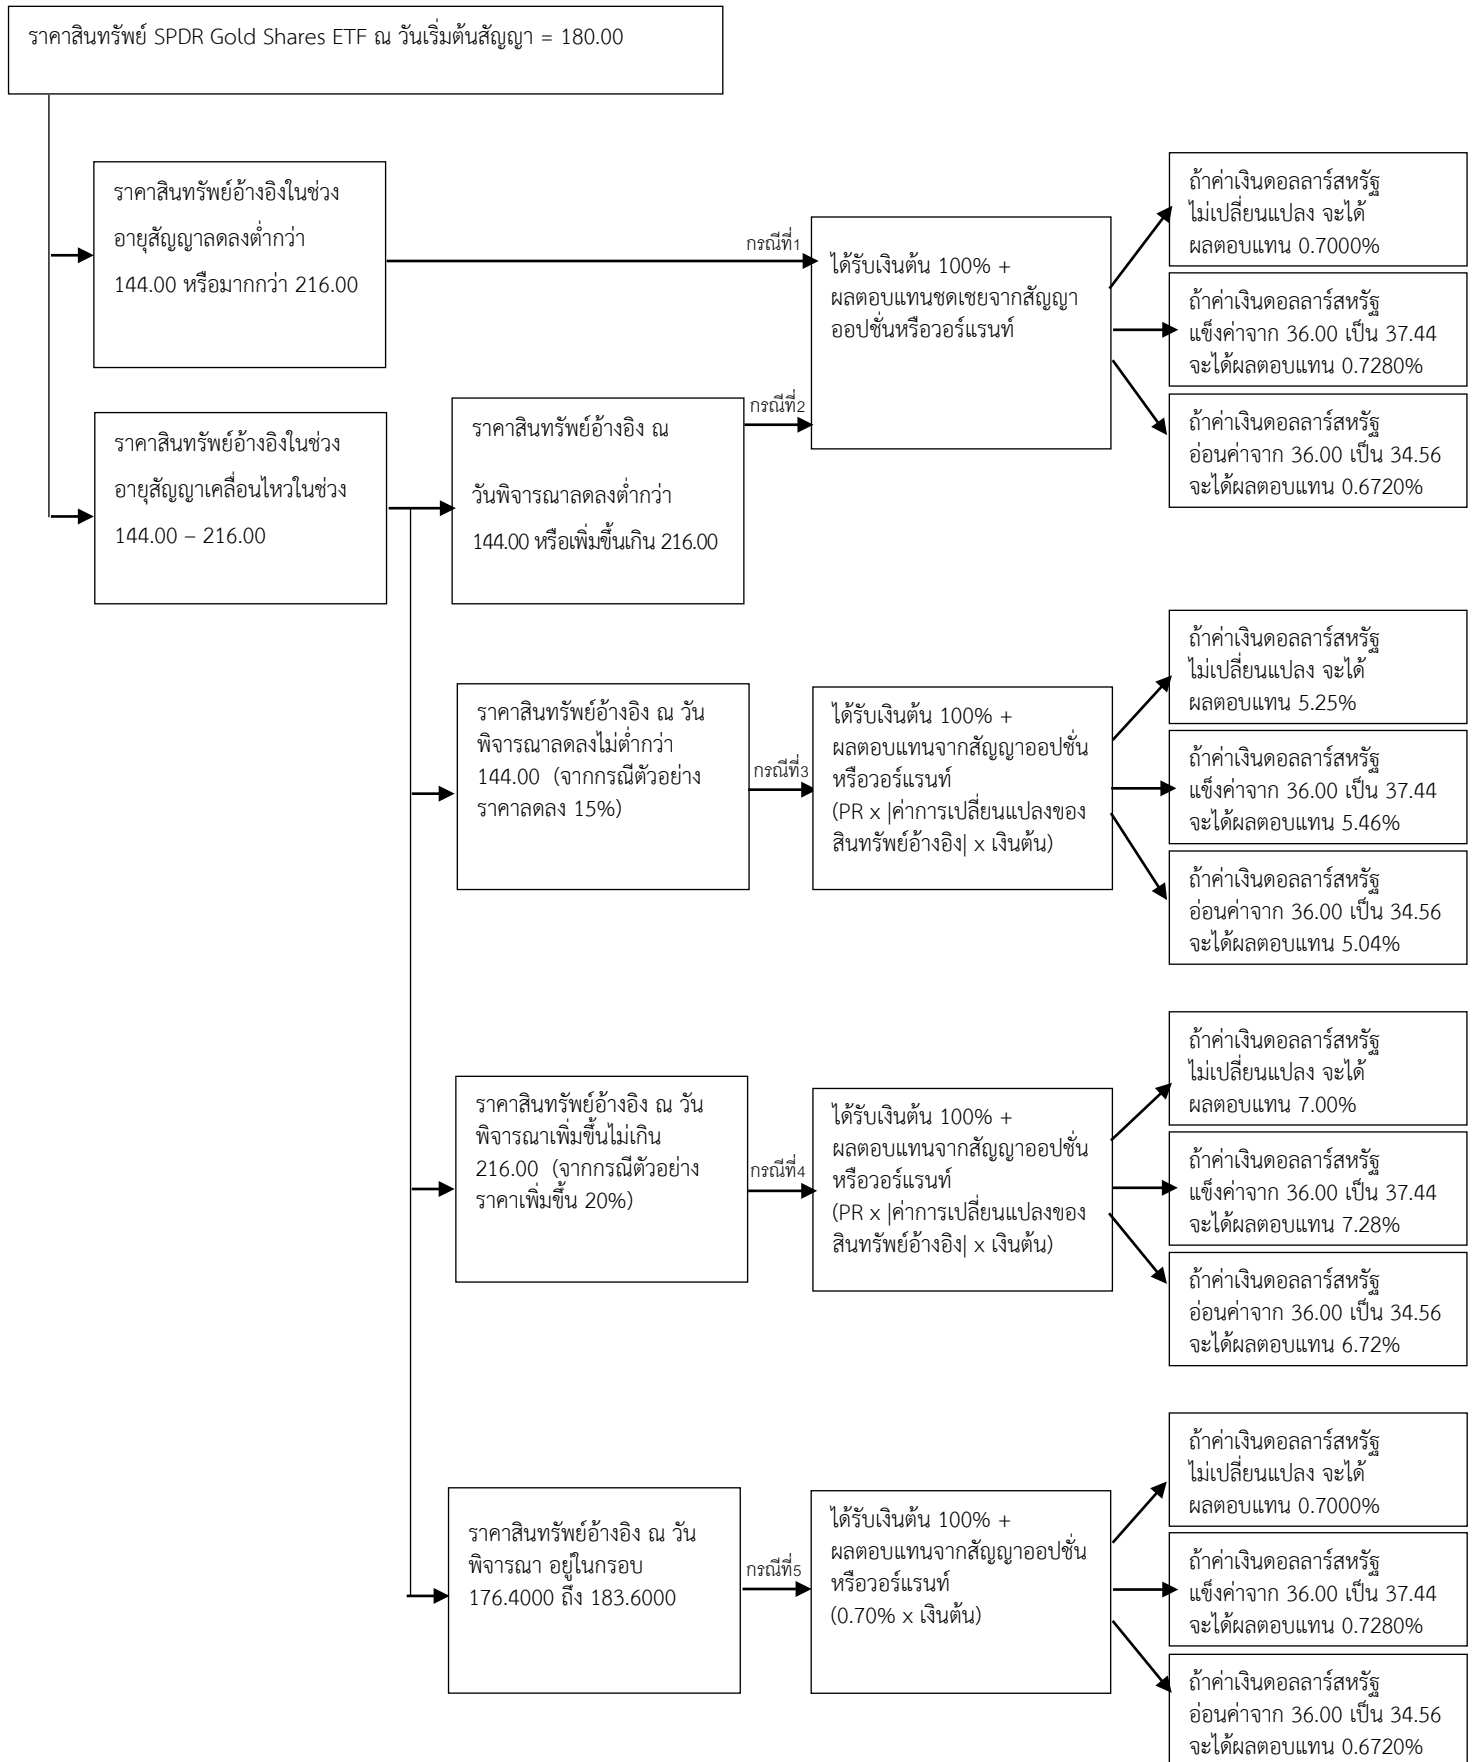 ราคาสินทรัพย์ SPDR Gold Shares ETF ณ วันเริ่มต้นสัญญา = 180.00
ราคาสินทรัพย์อ้างอิงในช่วง
อายุสัญญาลดลงต่ำกว่า
144.00 หรือมากกว่า 216.00
กรณีที่1
ได้รับเงินต้น 100% +
ผลตอบแทนชดเชยจากสัญญา
ออปชั่นหรือวอร์แรนท์
ถ้าค่าเงินดอลลาร์สหรัฐ
ไม่เปลี่ยนแปลง จะได้
ผลตอบแทน 0.7000%
ถ้าค่าเงินดอลลาร์สหรัฐ
แข็งค่าจาก 36.00 เป็น 37.44
จะได้ผลตอบแทน 0.7280%
ถ้าค่าเงินดอลลาร์สหรัฐ
อ่อนค่าจาก 36.00 เป็น 34.56
จะได้ผลตอบแทน 0.6720%
ราคาสินทรัพย์อ้างอิงในช่วง
อายุสัญญาเคลื่อนไหวในช่วง
144.00 – 216.00
ราคาสินทรัพย์อ้างอิง ณ
วันพิจารณาลดลงต่ำกว่า
144.00 หรือเพิ่มขึ้นเกิน 216.00
กรณีที่2
ราคาสินทรัพย์อ้างอิง ณ วัน
พิจารณาลดลงไม่ต่ำกว่า
144.00 (จากกรณีตัวอย่าง
ราคาลดลง 15%)
กรณีที่3
ได้รับเงินต้น 100% +
ผลตอบแทนจากสัญญาออปชั่น
หรือวอร์แรนท์
(PR x |ค่าการเปลี่ยนแปลงของ
สินทรัพย์อ้างอิง| x เงินต้น)
ถ้าค่าเงินดอลลาร์สหรัฐ
ไม่เปลี่ยนแปลง จะได้
ผลตอบแทน 5.25%
ถ้าค่าเงินดอลลาร์สหรัฐ
แข็งค่าจาก 36.00 เป็น 37.44
จะได้ผลตอบแทน 5.46%
ถ้าค่าเงินดอลลาร์สหรัฐ
อ่อนค่าจาก 36.00 เป็น 34.56
จะได้ผลตอบแทน 5.04%
ราคาสินทรัพย์อ้างอิง ณ วัน
พิจารณาเพิ่มขึ้นไม่เกิน
216.00 (จากกรณีตัวอย่าง
ราคาเพิ่มขึ้น 20%)
กรณีที่4
ได้รับเงินต้น 100% +
ผลตอบแทนจากสัญญาออปชั่น
หรือวอร์แรนท์
(PR x |ค่าการเปลี่ยนแปลงของ
สินทรัพย์อ้างอิง| x เงินต้น)
ถ้าค่าเงินดอลลาร์สหรัฐ
ไม่เปลี่ยนแปลง จะได้
ผลตอบแทน 7.00%
ถ้าค่าเงินดอลลาร์สหรัฐ
แข็งค่าจาก 36.00 เป็น 37.44
จะได้ผลตอบแทน 7.28%
ถ้าค่าเงินดอลลาร์สหรัฐ
อ่อนค่าจาก 36.00 เป็น 34.56
จะได้ผลตอบแทน 6.72%
ราคาสินทรัพย์อ้างอิง ณ วัน
พิจารณา อยู่ในกรอบ
176.4000 ถึง 183.6000
กรณีที่5
ได้รับเงินต้น 100% +
ผลตอบแทนจากสัญญาออปชั่น
หรือวอร์แรนท์
(0.70% x เงินต้น)
ถ้าค่าเงินดอลลาร์สหรัฐ
ไม่เปลี่ยนแปลง จะได้
ผลตอบแทน 0.7000%
ถ้าค่าเงินดอลลาร์สหรัฐ
แข็งค่าจาก 36.00 เป็น 37.44
จะได้ผลตอบแทน 0.7280%
ถ้าค่าเงินดอลลาร์สหรัฐ
อ่อนค่าจาก 36.00 เป็น 34.56
จะได้ผลตอบแทน 0.6720%